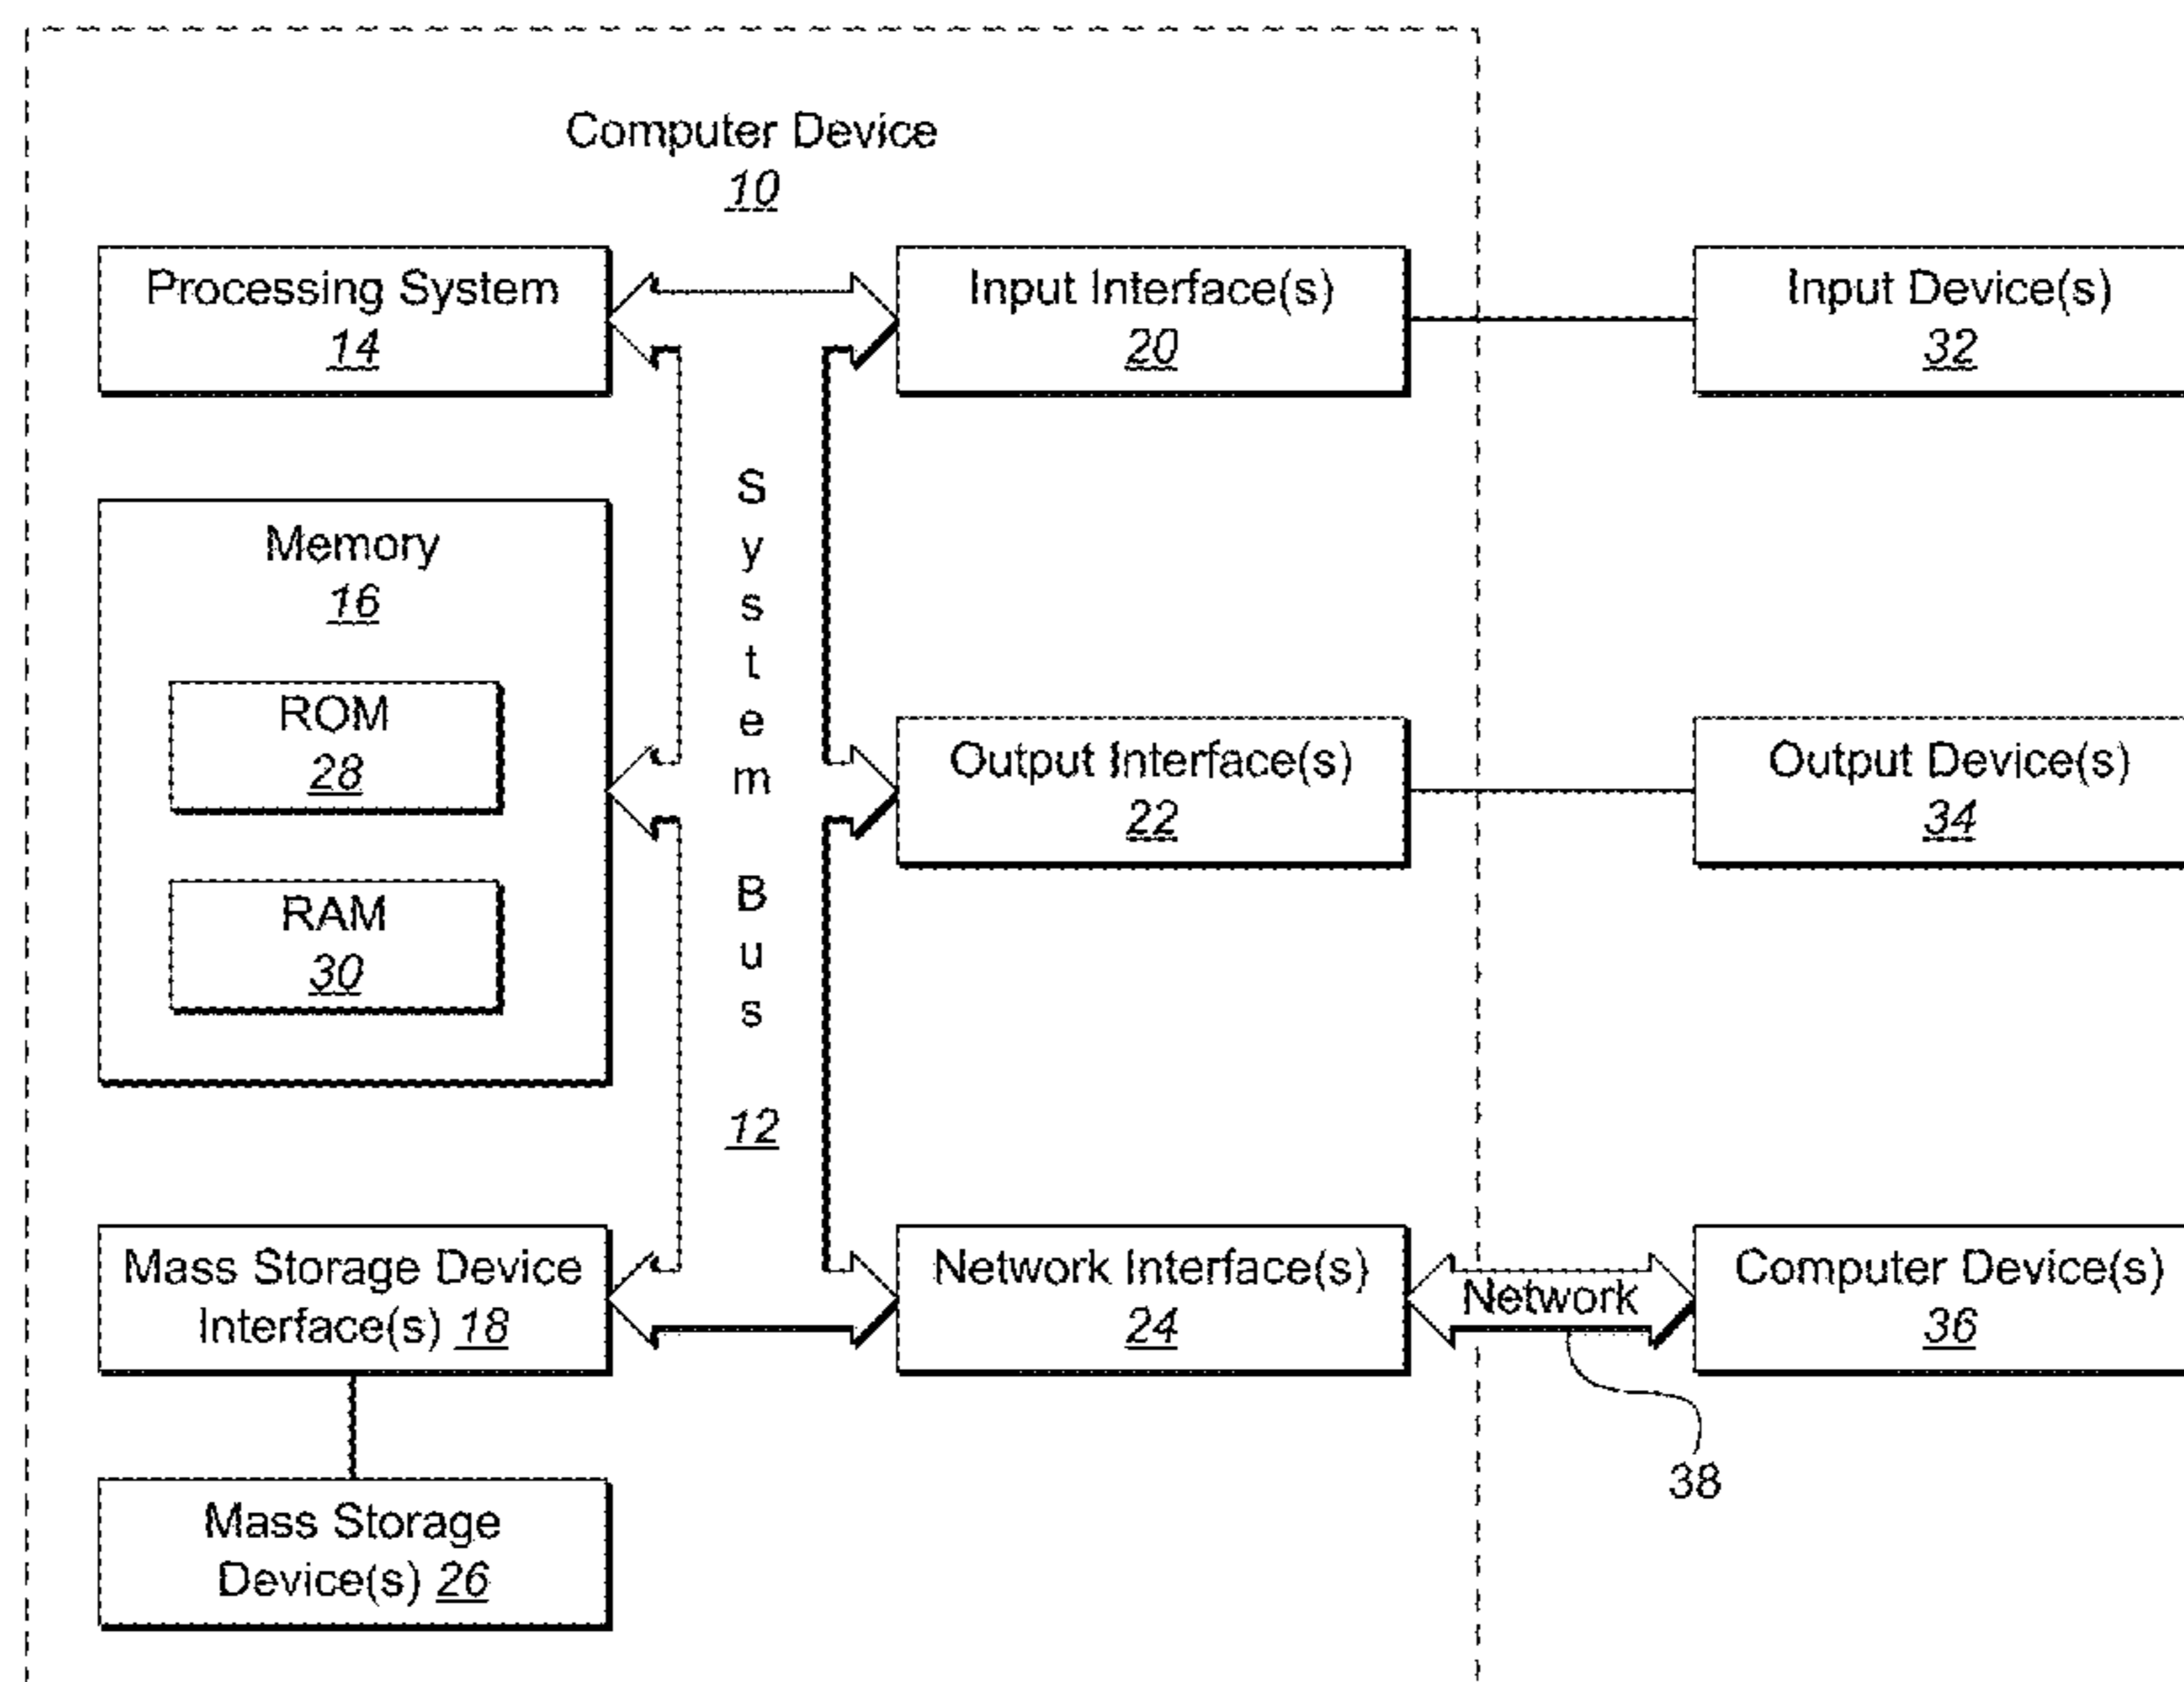 Computer Device
10
Processing System
14
Input Interface(s)
20
Input Device(s)
32
Memory
16
ROM
28
RAM
30
System Bus
12
Output Interface(s)
22
Output Device(s)
34
Mass Storage Device
Interface(s) 18
Network Interface(s)
24
Network
38
Computer Device(s)
36
Mass Storage
Device(s) 26